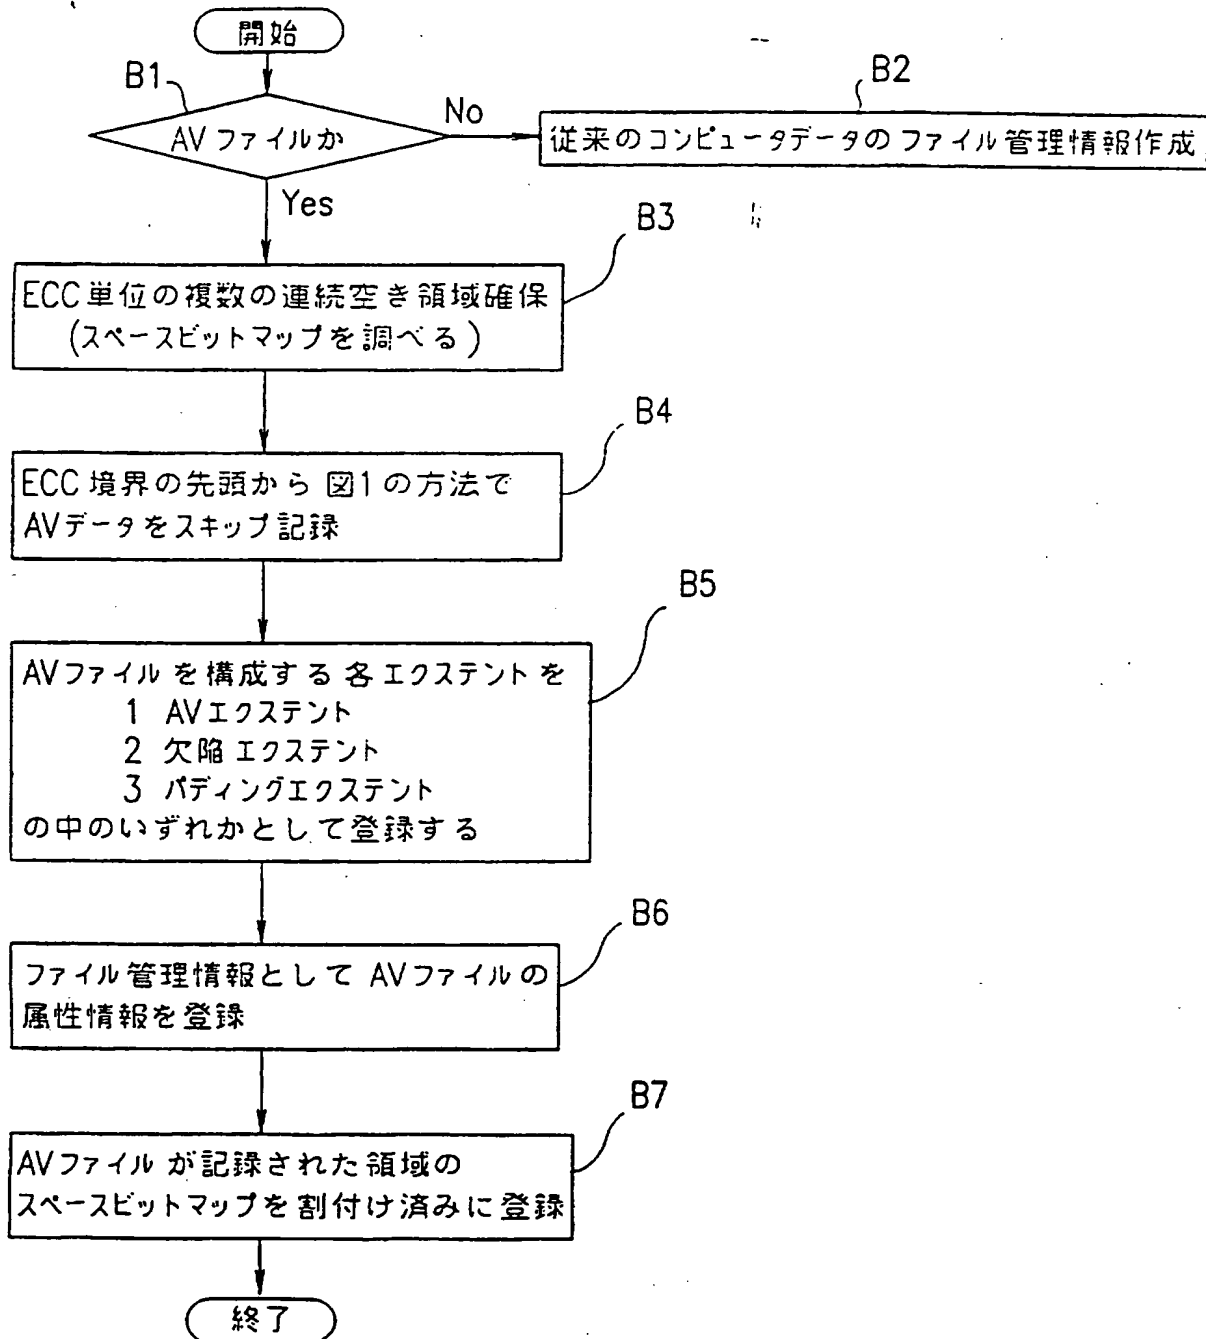 開始
B1
AVファイルか
No
B2
従来のコンピュータデータのファイル管理情報作成
Yes
B3
ECC単位の複数の連続空き領域確保
(スペースビットマップを調べる)
B4
ECC境界の先頭から図1の方法で
AVデータをスキップ記録
B5
AVファイルを構成する各エクステントを
1 AVエクステント
2 欠陥エクステント
3 パディングエクステント
の中のいずれかとして登録する
B6
ファイル管理情報としてAVファイルの
属性情報を登録
B7
AVファイルが記録された領域の
スペースビットマップを割付け済みに登録
終了